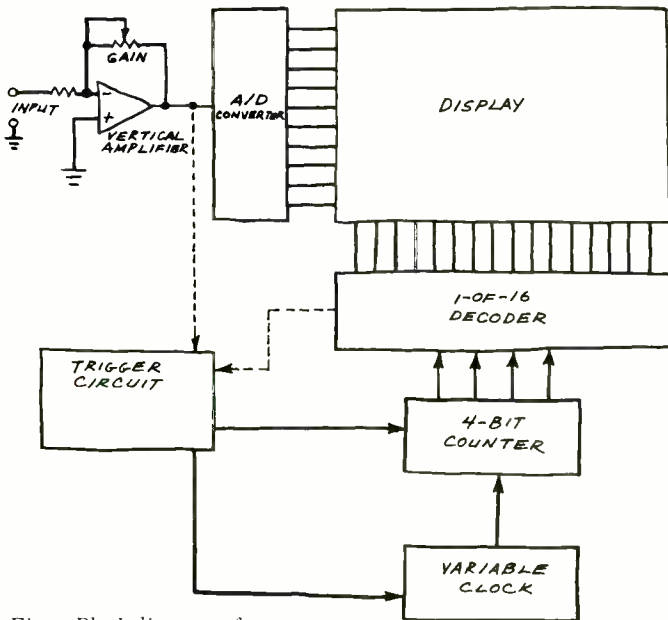 GAIN
INPUT
-
+
VERTICAL
AMPLIFIER
A/D
CONVERTER
DISPLAY
1-OF-16
DECODER
TRIGGER
CIRCUIT
4-BIT
COUNTER
VARIABLE
CLOCK